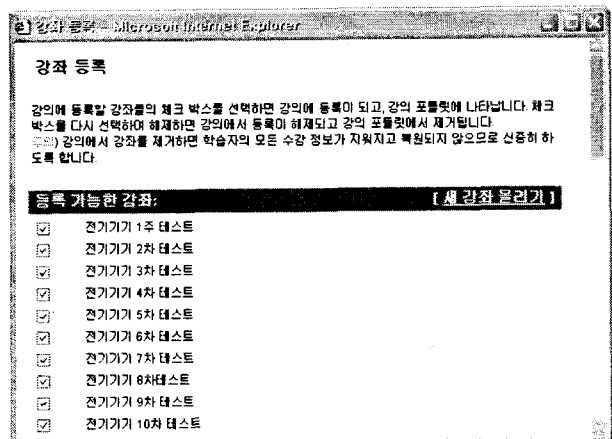 강좌 등록 - Microsoft Internet Explorer
강좌 등록
강의에 등록할 강좌들의 체크 박스를 선택하면 강의에 등록이 되고, 강의 포틀릿에 나타납니다. 체크
박스를 다시 선택하여 해제하면 강의에서 등록이 해제되고 강의 포틀릿에서 제거됩니다.
) 강의에서 강좌를 제거하면 학습자의 모든 수강 정보가 지워지고 복원되지 않으므로 신중히 하
도록 합니다.
등록 가능한 강좌: [ 새 강좌 올리기 ]
전기기기 1주 테스트
전기기기 2차 테스트
전기기기 3차 테스트
전기기기 4차 테스트
전기기기 5차 테스트
전기기기 6차 테스트
전기기기 7차 테스트
전기기기 8차테스트
전기기기 9차 테스트
전기기기 10차 테스트